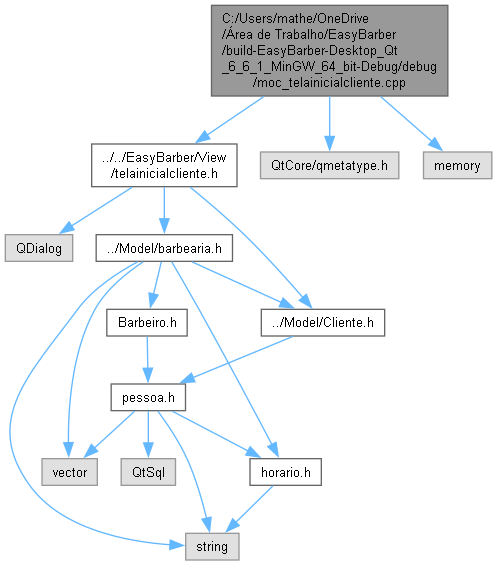 C:/Users/mathe/OneDrive
/Área de Trabalho/EasyBarber
/build-EasyBarber-Desktop_Qt
_6_6_1_MinGW_64_bit-Debug/debug
/moc_telainicialcliente.cpp
../../EasyBarber/View
/telainicialcliente.h
QtCore/qmetatype.h
memory
QDialog
../Model/barbearia.h
Barbeiro.h
../Model/Cliente.h
pessoa.h
vector
QtSql
horario.h
string